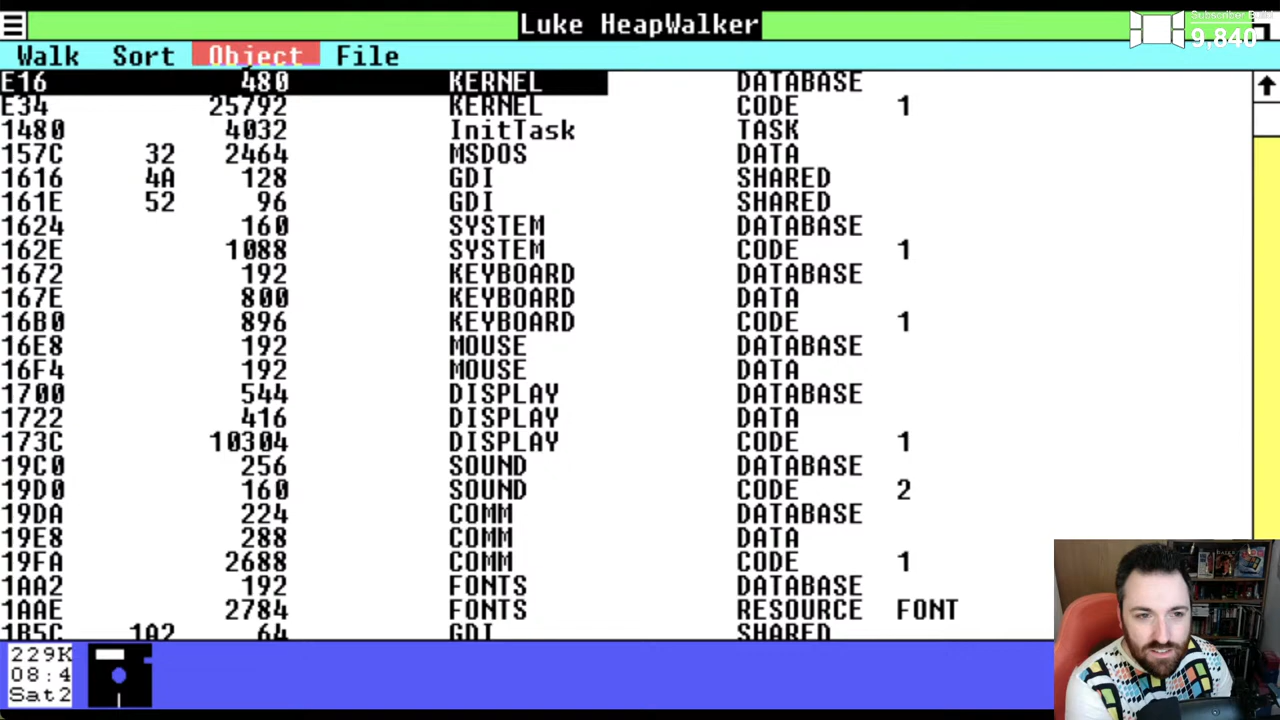 Luke HeapWalker
Subscriber Build
9,840
Walk Sort Object File
E16 480 KERNEL DATABASE
E34 25792 KERNEL CODE 1
1480 4032 InitTask TASK
157C 32 2464 MSDOS DATA
1616 4A 128 GDI SHARED
161E 52 96 GDI SHARED
1624 160 SYSTEM DATABASE
162E 1088 SYSTEM CODE 1
1672 192 KEYBOARD DATABASE
167E 800 KEYBOARD DATA
16B0 896 KEYBOARD CODE 1
16E8 192 MOUSE DATABASE
16F4 192 MOUSE DATA
1700 544 DISPLAY DATABASE
1722 416 DISPLAY DATA
173C 10304 DISPLAY CODE 1
19C0 256 SOUND DATABASE
19D0 160 SOUND CODE 2
19DA 224 COMM DATABASE
19E8 288 COMM DATA
19FA 2688 COMM CODE 1
1AA2 192 FONTS DATABASE
1AAE 2784 FONTS RESOURCE FONT
1B5C 1A2 64 GDI SHARED
229K
08:4
Sat2